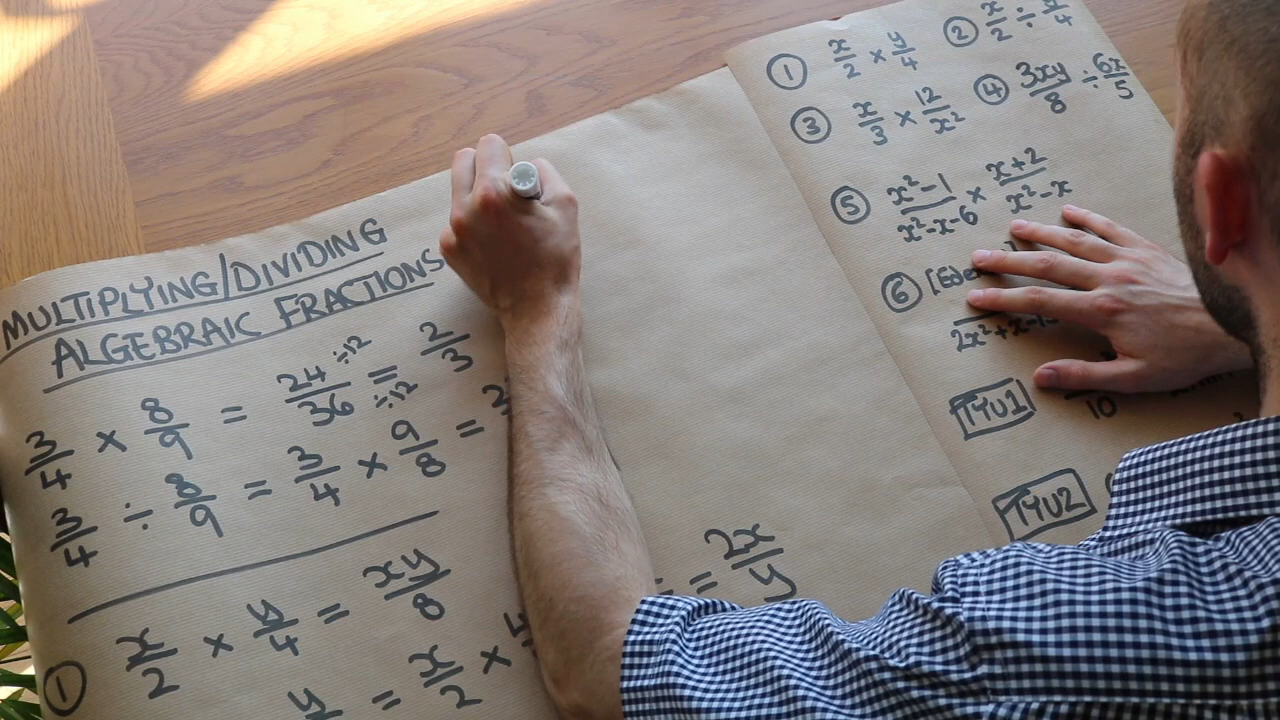 MULTIPLYING/DIVIDING
ALGEBRAIC FRACTIONS
3/4 × 8/9 = 24/36 ÷12 ÷12 = 2/3
3/4 ÷ 8/9 = 3/4 × 9/8 = 2
① x/2 × y/4 = xy/8
y = x/2 × 4 = 2x/y
① x/2 × y/4
② x/2 ÷ y/4
③ x/3 × 12/x²
④ 3xy/8 ÷ 6x/5
⑤ x²-1/x²-x-6 × x+2/x²-x
⑥ [Ede
2x²+x-1
TYU1
10
TYU2